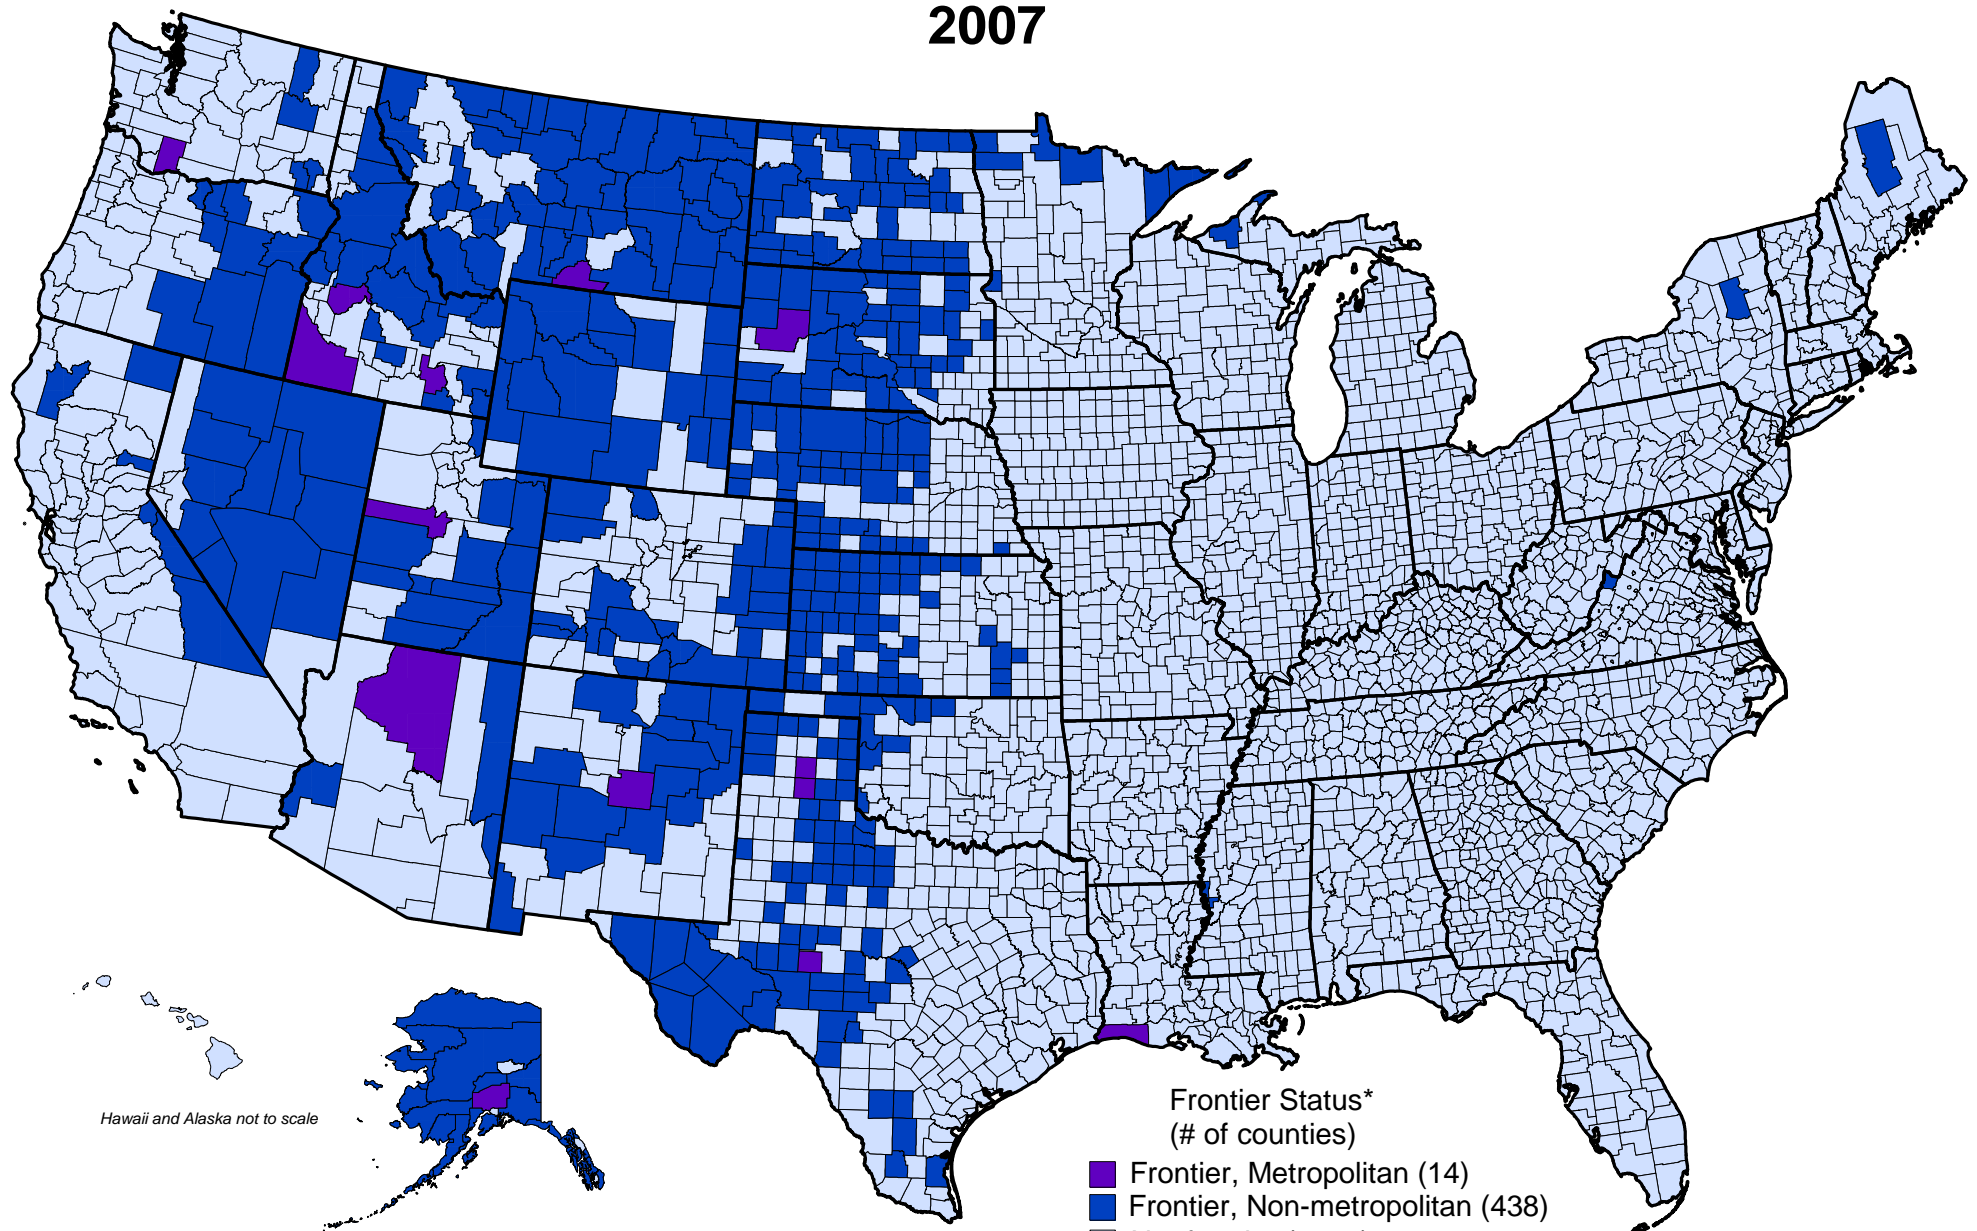 2007
Hawaii and Alaska not to scale
Frontier Status*
(# of counties)
Frontier, Metropolitan (14)
Frontier, Non-metropolitan (438)